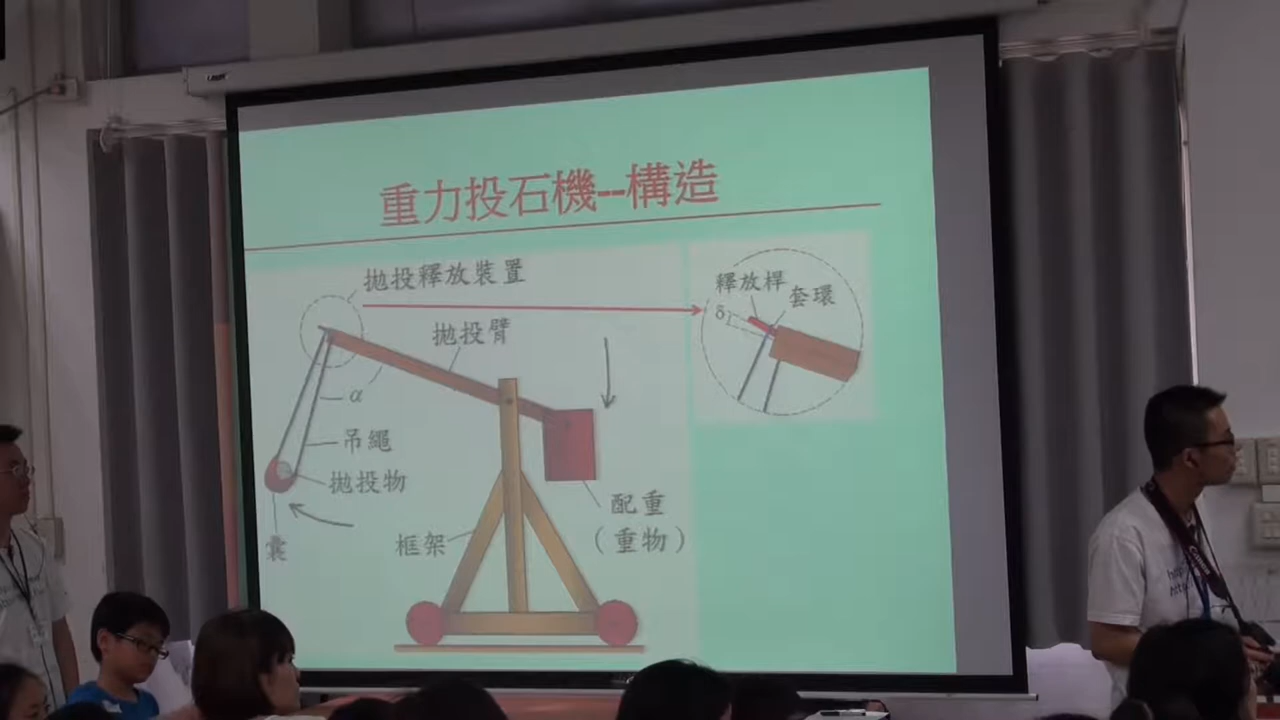 重力投石機--構造
拋投釋放裝置
釋放桿
套環
δ
拋投臂
α
吊繩
拋投物
配重
(重物)
框架
囊
Canon